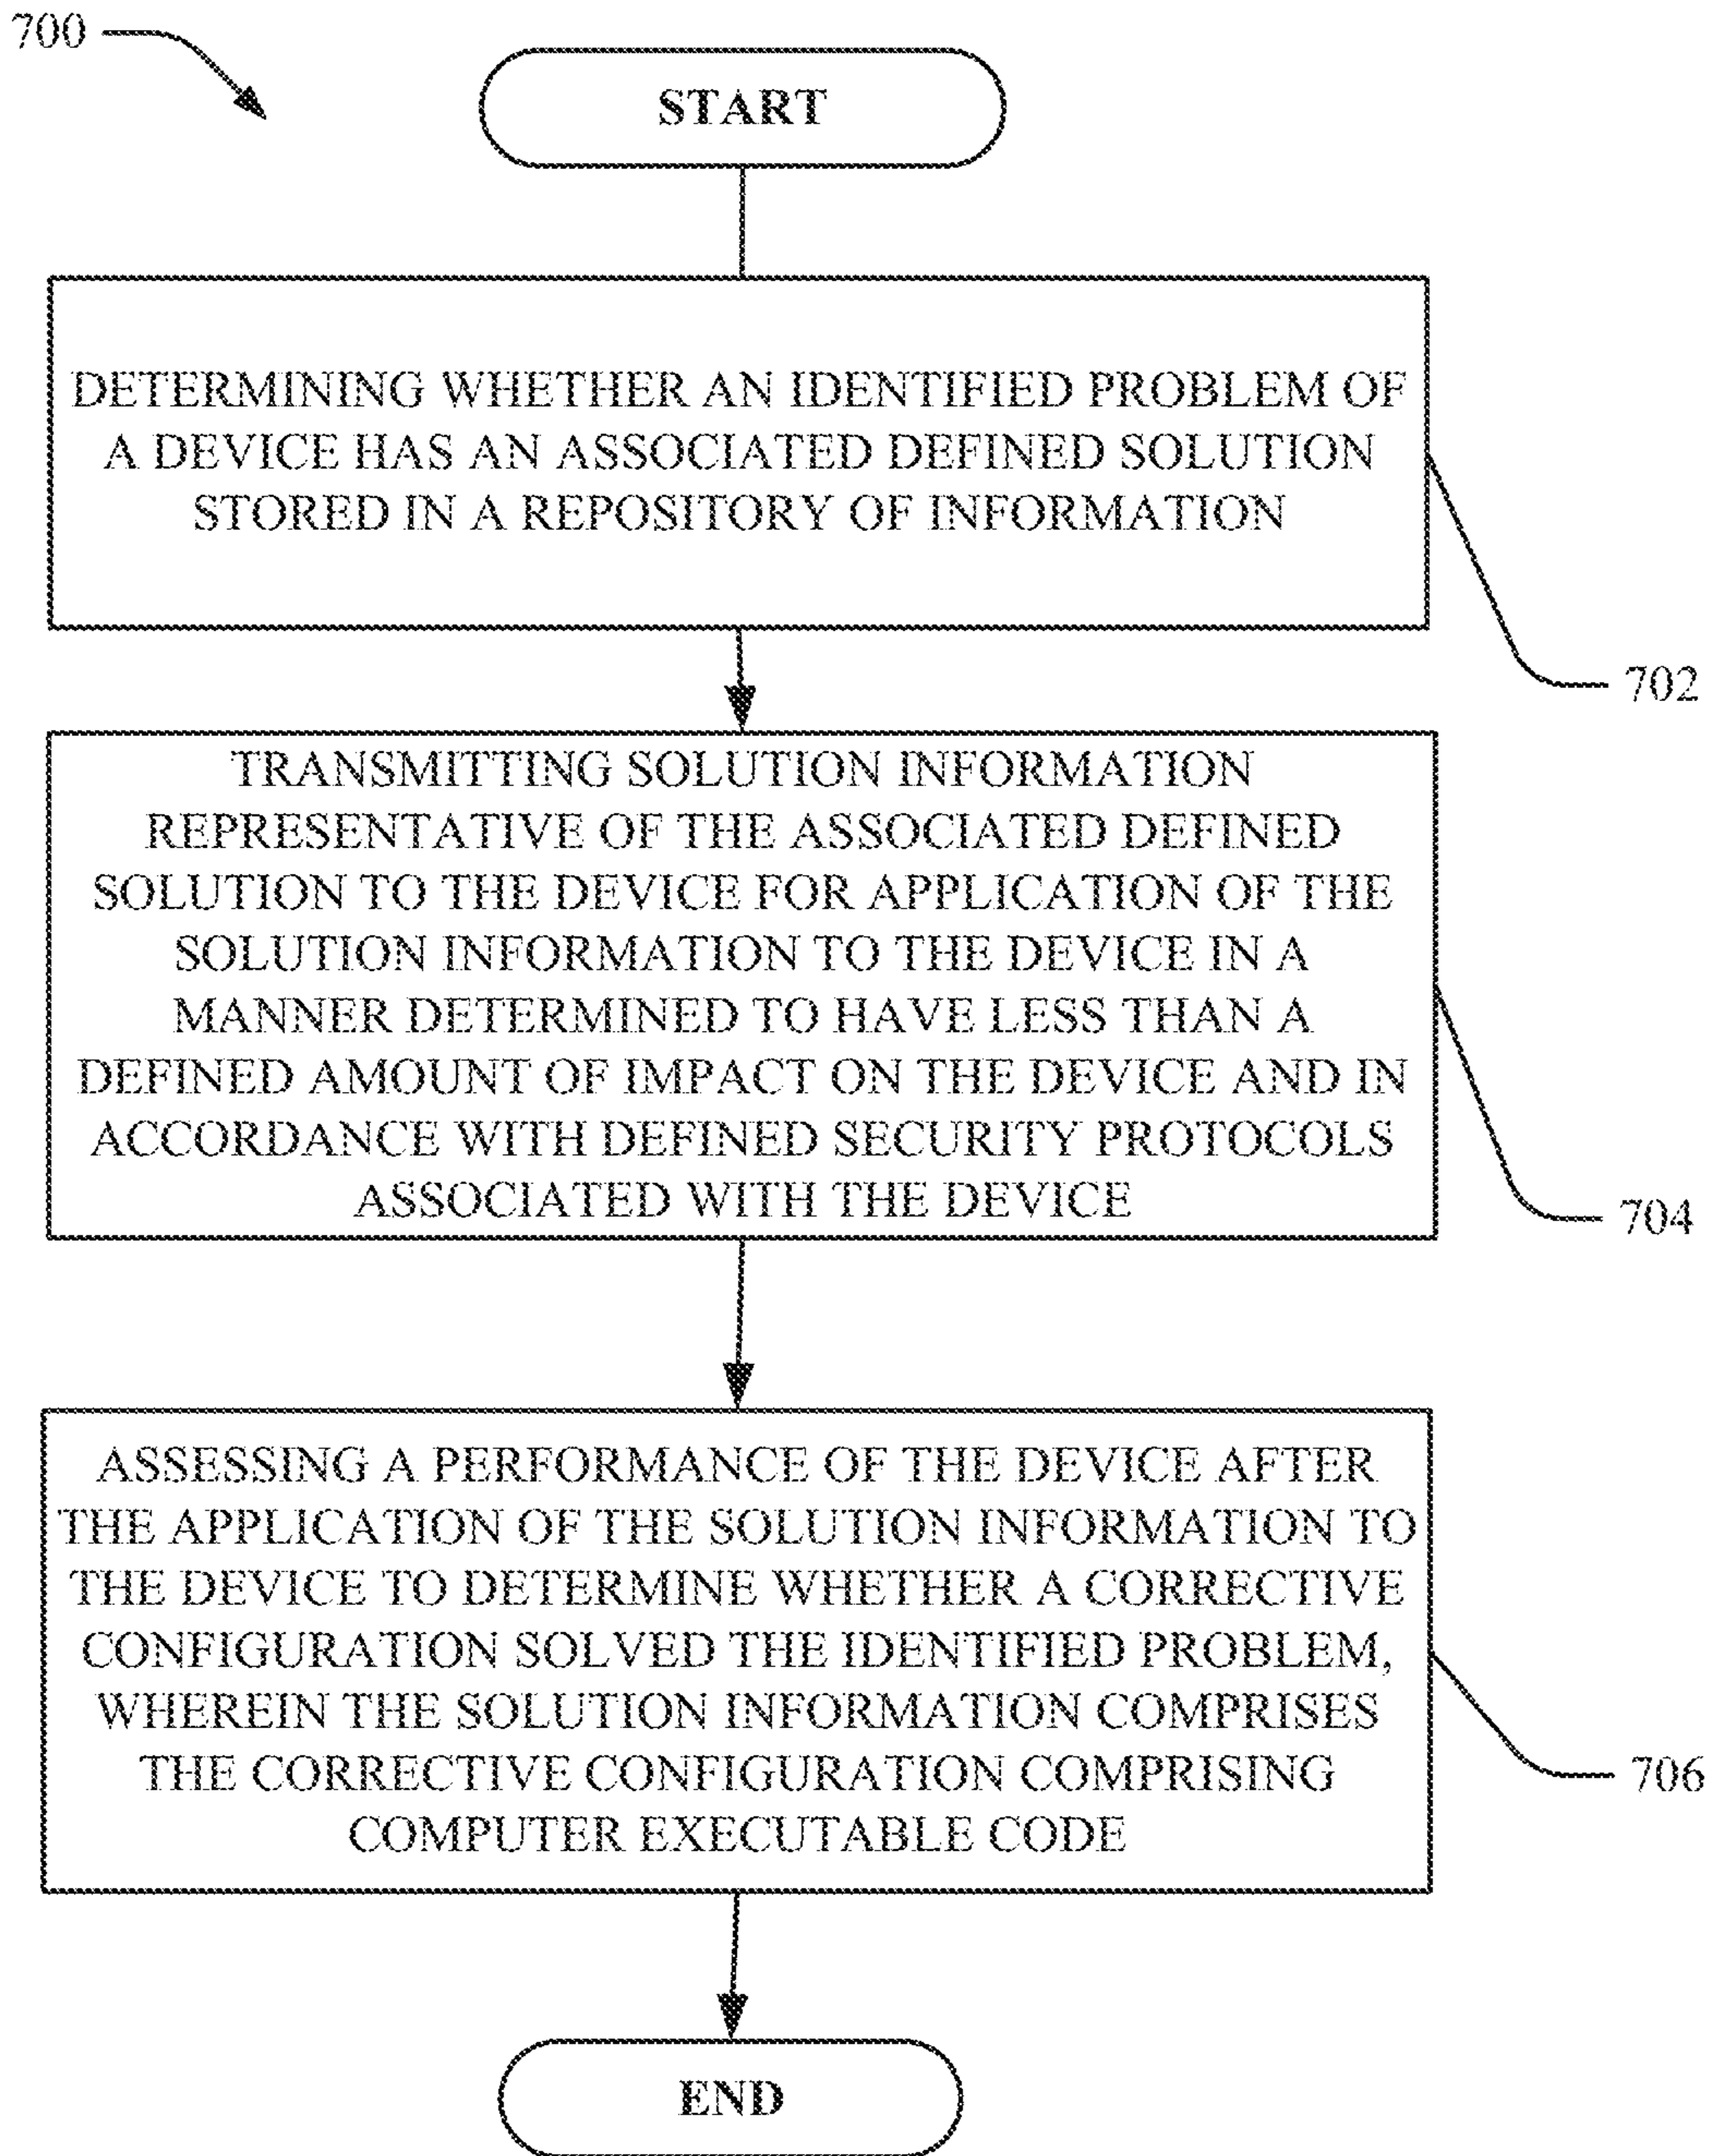 700
START
DETERMINING WHETHER AN IDENTIFIED PROBLEM OF
A DEVICE HAS AN ASSOCIATED DEFINED SOLUTION
STORED IN A REPOSITORY OF INFORMATION
702
TRANSMITTING SOLUTION INFORMATION
REPRESENTATIVE OF THE ASSOCIATED DEFINED
SOLUTION TO THE DEVICE FOR APPLICATION OF THE
SOLUTION INFORMATION TO THE DEVICE IN A
MANNER DETERMINED TO HAVE LESS THAN A
DEFINED AMOUNT OF IMPACT ON THE DEVICE AND IN
ACCORDANCE WITH DEFINED SECURITY PROTOCOLS
ASSOCIATED WITH THE DEVICE
704
ASSESSING A PERFORMANCE OF THE DEVICE AFTER
THE APPLICATION OF THE SOLUTION INFORMATION TO
THE DEVICE TO DETERMINE WHETHER A CORRECTIVE
CONFIGURATION SOLVED THE IDENTIFIED PROBLEM,
WHEREIN THE SOLUTION INFORMATION COMPRISES
THE CORRECTIVE CONFIGURATION COMPRISING
COMPUTER EXECUTABLE CODE
706
END